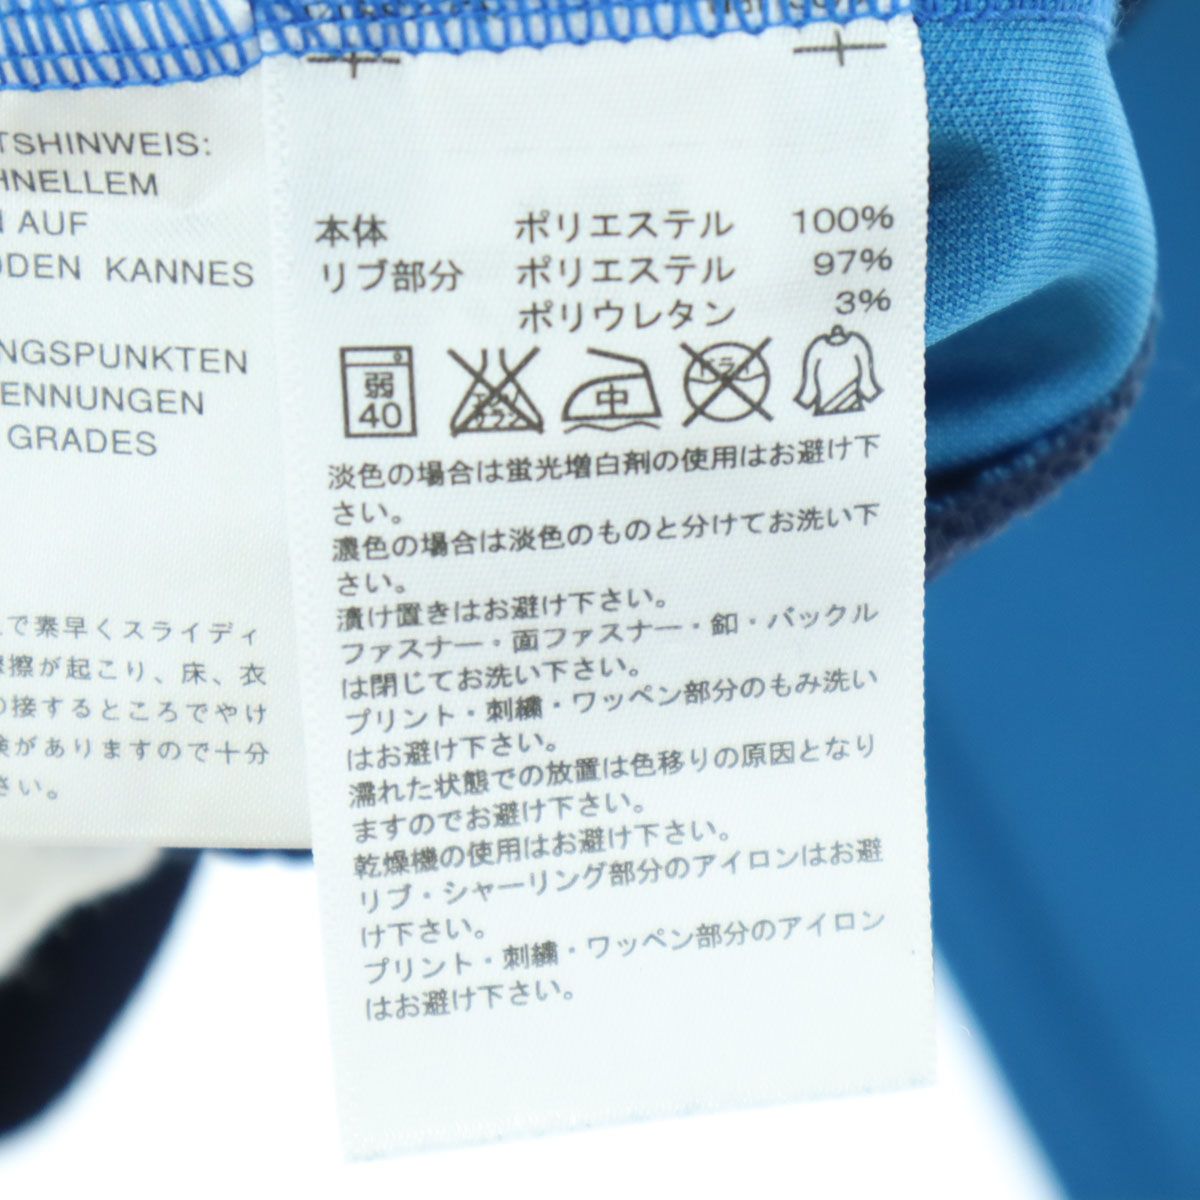 TSHINWEIS:
HNELLEM
AUF
ODEN KANNES
NGSPUNKTEN
ENNUNGEN
GRADES
で素早くスライディ
擦が起こり、床、衣
の接するところでやけ
険がありますので十分
さい。
本体 ポリエステル 100%
リブ部分 ポリエステル 97%
ポリウレタン 3%
弱
40
エンソ
サラシ
中
ドライ
淡色の場合は蛍光増白剤の使用はお避け下
さい。
濃色の場合は淡色のものと分けてお洗い下
さい。
漬け置きはお避け下さい。
ファスナー・面ファスナー・釦・バックル
は閉じてお洗い下さい。
プリント・刺繍・ワッペン部分のもみ洗い
はお避け下さい。
濡れた状態での放置は色移りの原因となり
ますのでお避け下さい。
乾燥機の使用はお避け下さい。
リブ・シャーリング部分のアイロンはお避
け下さい。
プリント・刺繍・ワッペン部分のアイロン
はお避け下さい。